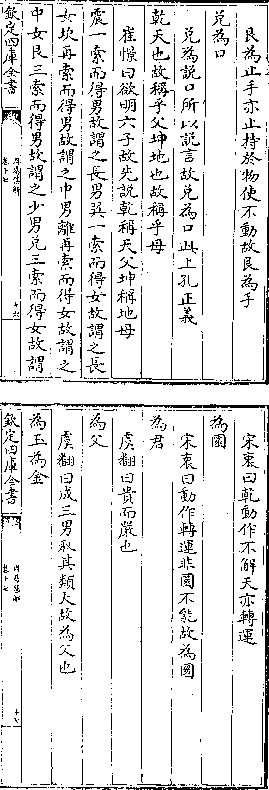 艮為止手亦止持於物使不動故艮為手
兌為口
兌為説口所以説言故兌為口此上孔正義
乾天也故稱乎父坤地也故稱乎母
崔憬曰欲明六子故先説乾稱天父坤稱地母
震一索而得男故謂之長男巽一索而得女故謂之長
女坎再索而得男故謂之中男離再索而得女故謂之
中女艮三索而得男故謂之少男兌三索而得女故謂
欽定四庫全書
周易集解
卷十七
宋衷曰乾動作不解天亦轉運
為圜
宋衷曰動作轉運非圜不能故為圜
為君
虞翻曰貴而嚴也
為父
虞翻曰成三男取其類大故為父也
為玉為金
欽定四庫全書
周易集解
卷十七